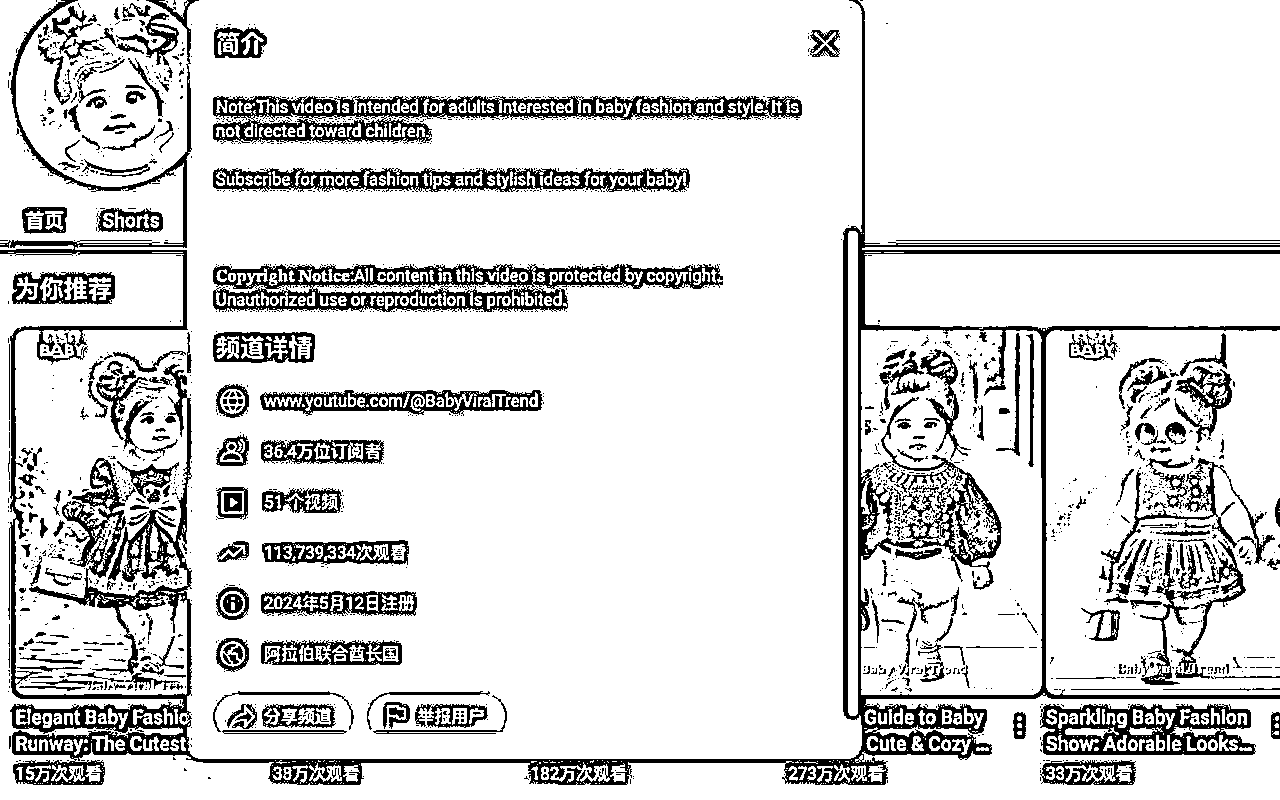 简介
Note:This video is intended for adults interested in baby fashion and style. It is
not directed toward children.
Subscribe for more fashion tips and stylish ideas for your baby!
首页 Shorts
Copyright Notice:All content in this video is protected by copyright.
Unauthorized use or reproduction is prohibited.
为你推荐
频道详情
BABY
BABY
www.youtube.com/@BabyViralTrend
36.4万位订阅者
51 个视频
113,739,334次观看
2024年5月12日注册
阿拉伯联合酋长国
Baby Viral Trend
Baby Viral Trend
分享频道
举报用户
Elegant Baby Fashio
Runway: The Cutest
Guide to Baby
Cute & Cozy ...
Sparkling Baby Fashion
Show: Adorable Looks...
15万次观看
39万次观看
182万次观看
273万次观看
33万次观看